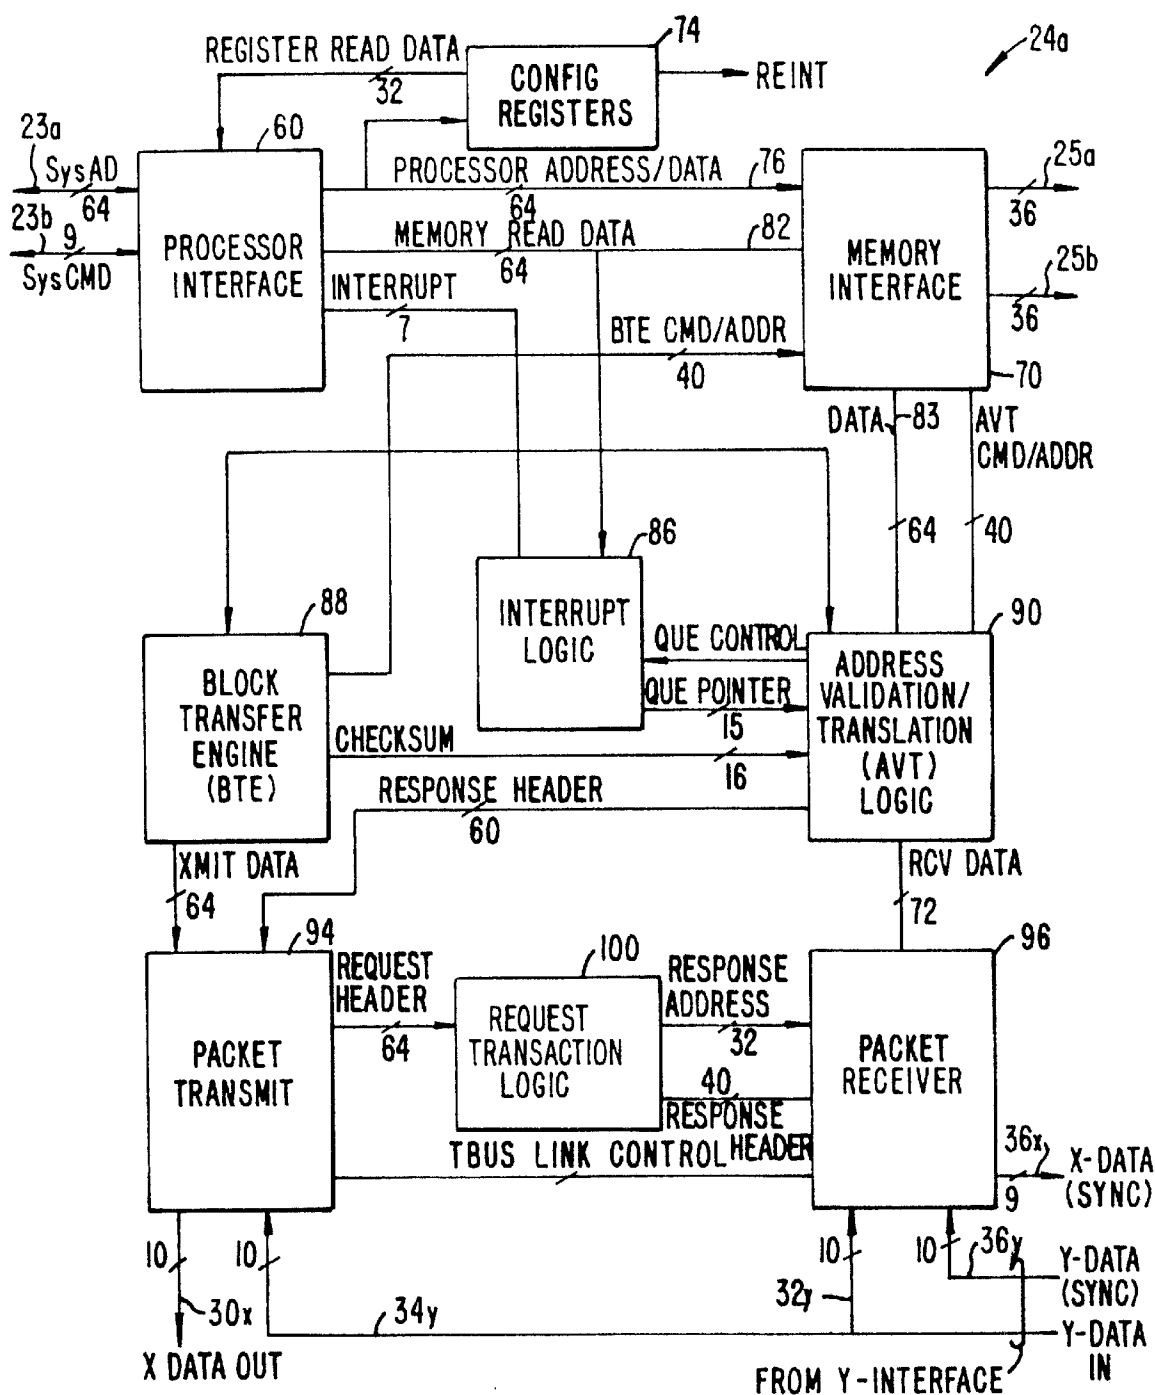 24a
REGISTER READ DATA
32
74
CONFIG
REGISTERS
REINT
23a
SysAD
64
23b
9
SysCMD
60
PROCESSOR
INTERFACE
PROCESSOR ADDRESS/DATA
64
76
MEMORY READ DATA
64
82
INTERRUPT
7
BTE CMD/ADDR
40
MEMORY
INTERFACE
70
25a
36
25b
36
DATA
83
64
AVT
CMD/ADDR
40
86
INTERRUPT
LOGIC
88
BLOCK
TRANSFER
ENGINE
(BTE)
QUE CONTROL
QUE POINTER
15
CHECKSUM
16
RESPONSE HEADER
60
90
ADDRESS
VALIDATION/
TRANSLATION
(AVT)
LOGIC
XMIT DATA
64
RCV DATA
72
94
PACKET
TRANSMIT
REQUEST
HEADER
64
100
REQUEST
TRANSACTION
LOGIC
RESPONSE
ADDRESS
32
40
RESPONSE
HEADER
TBUS LINK CONTROL
96
PACKET
RECEIVER
36x
9
X-DATA
(SYNC)
10
30x
X DATA OUT
10
34y
10
32y
10
36y
Y-DATA
(SYNC)
Y-DATA
IN
FROM Y-INTERFACE